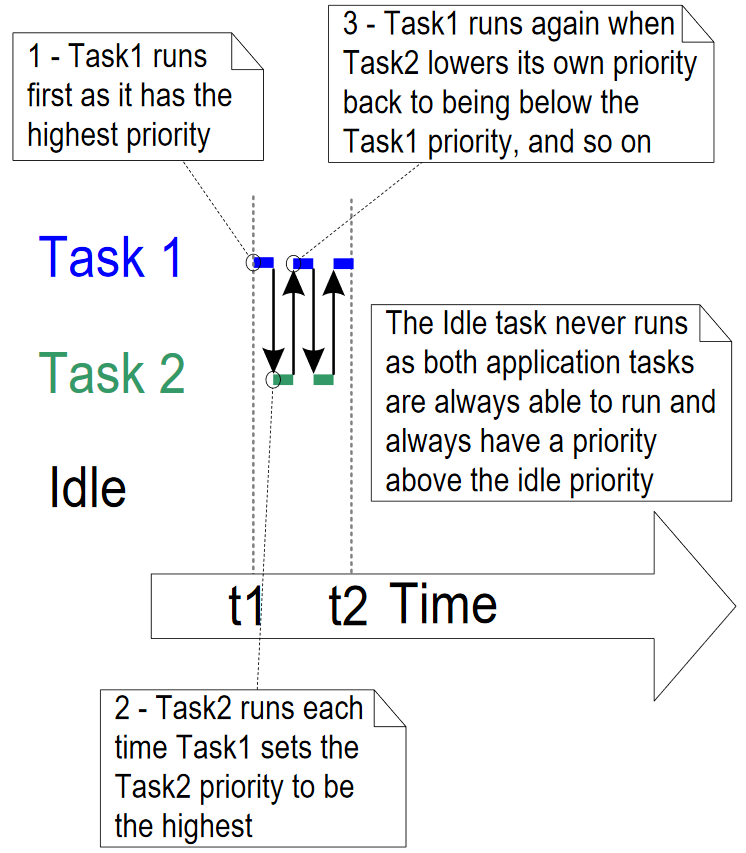 1 - Task1 runs
first as it has the
highest priority
3 - Task1 runs again when
Task2 lowers its own priority
back to being below the
Task1 priority, and so on
Task 1
Task 2
Idle
The Idle task never runs
as both application tasks
are always able to run and
always have a priority
above the idle priority
t1 t2 Time
2 - Task2 runs each
time Task1 sets the
Task2 priority to be
the highest